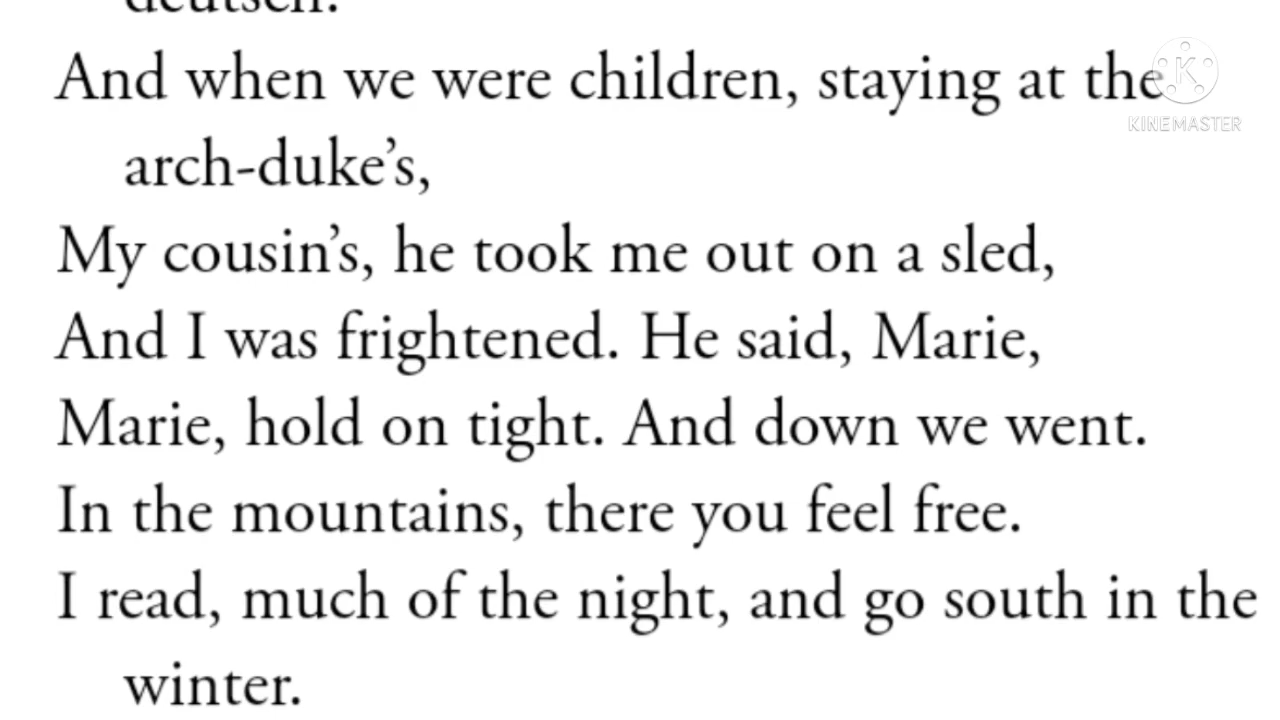 deutsch.
And when we were children, staying at the
arch-duke’s,
My cousin’s, he took me out on a sled,
And I was frightened. He said, Marie,
Marie, hold on tight. And down we went.
In the mountains, there you feel free.
I read, much of the night, and go south in the
winter.
K
KINEMASTER